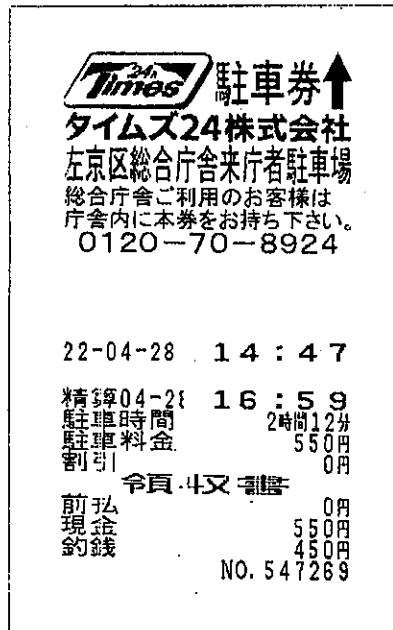 24h
Times 駐車券↑
タイムズ24株式会社
左京区総合庁舎来庁者駐車場
総合庁舎ご利用のお客様は
庁舎内に本券をお持ち下さい。
0120-70-8924
22-04-28 14:47
精算04-28 16:59
駐車時間 2時間12分
駐車料金 550円
割引 0円
領収証
前払 0円
現金 550円
釣銭 450円
NO.547269